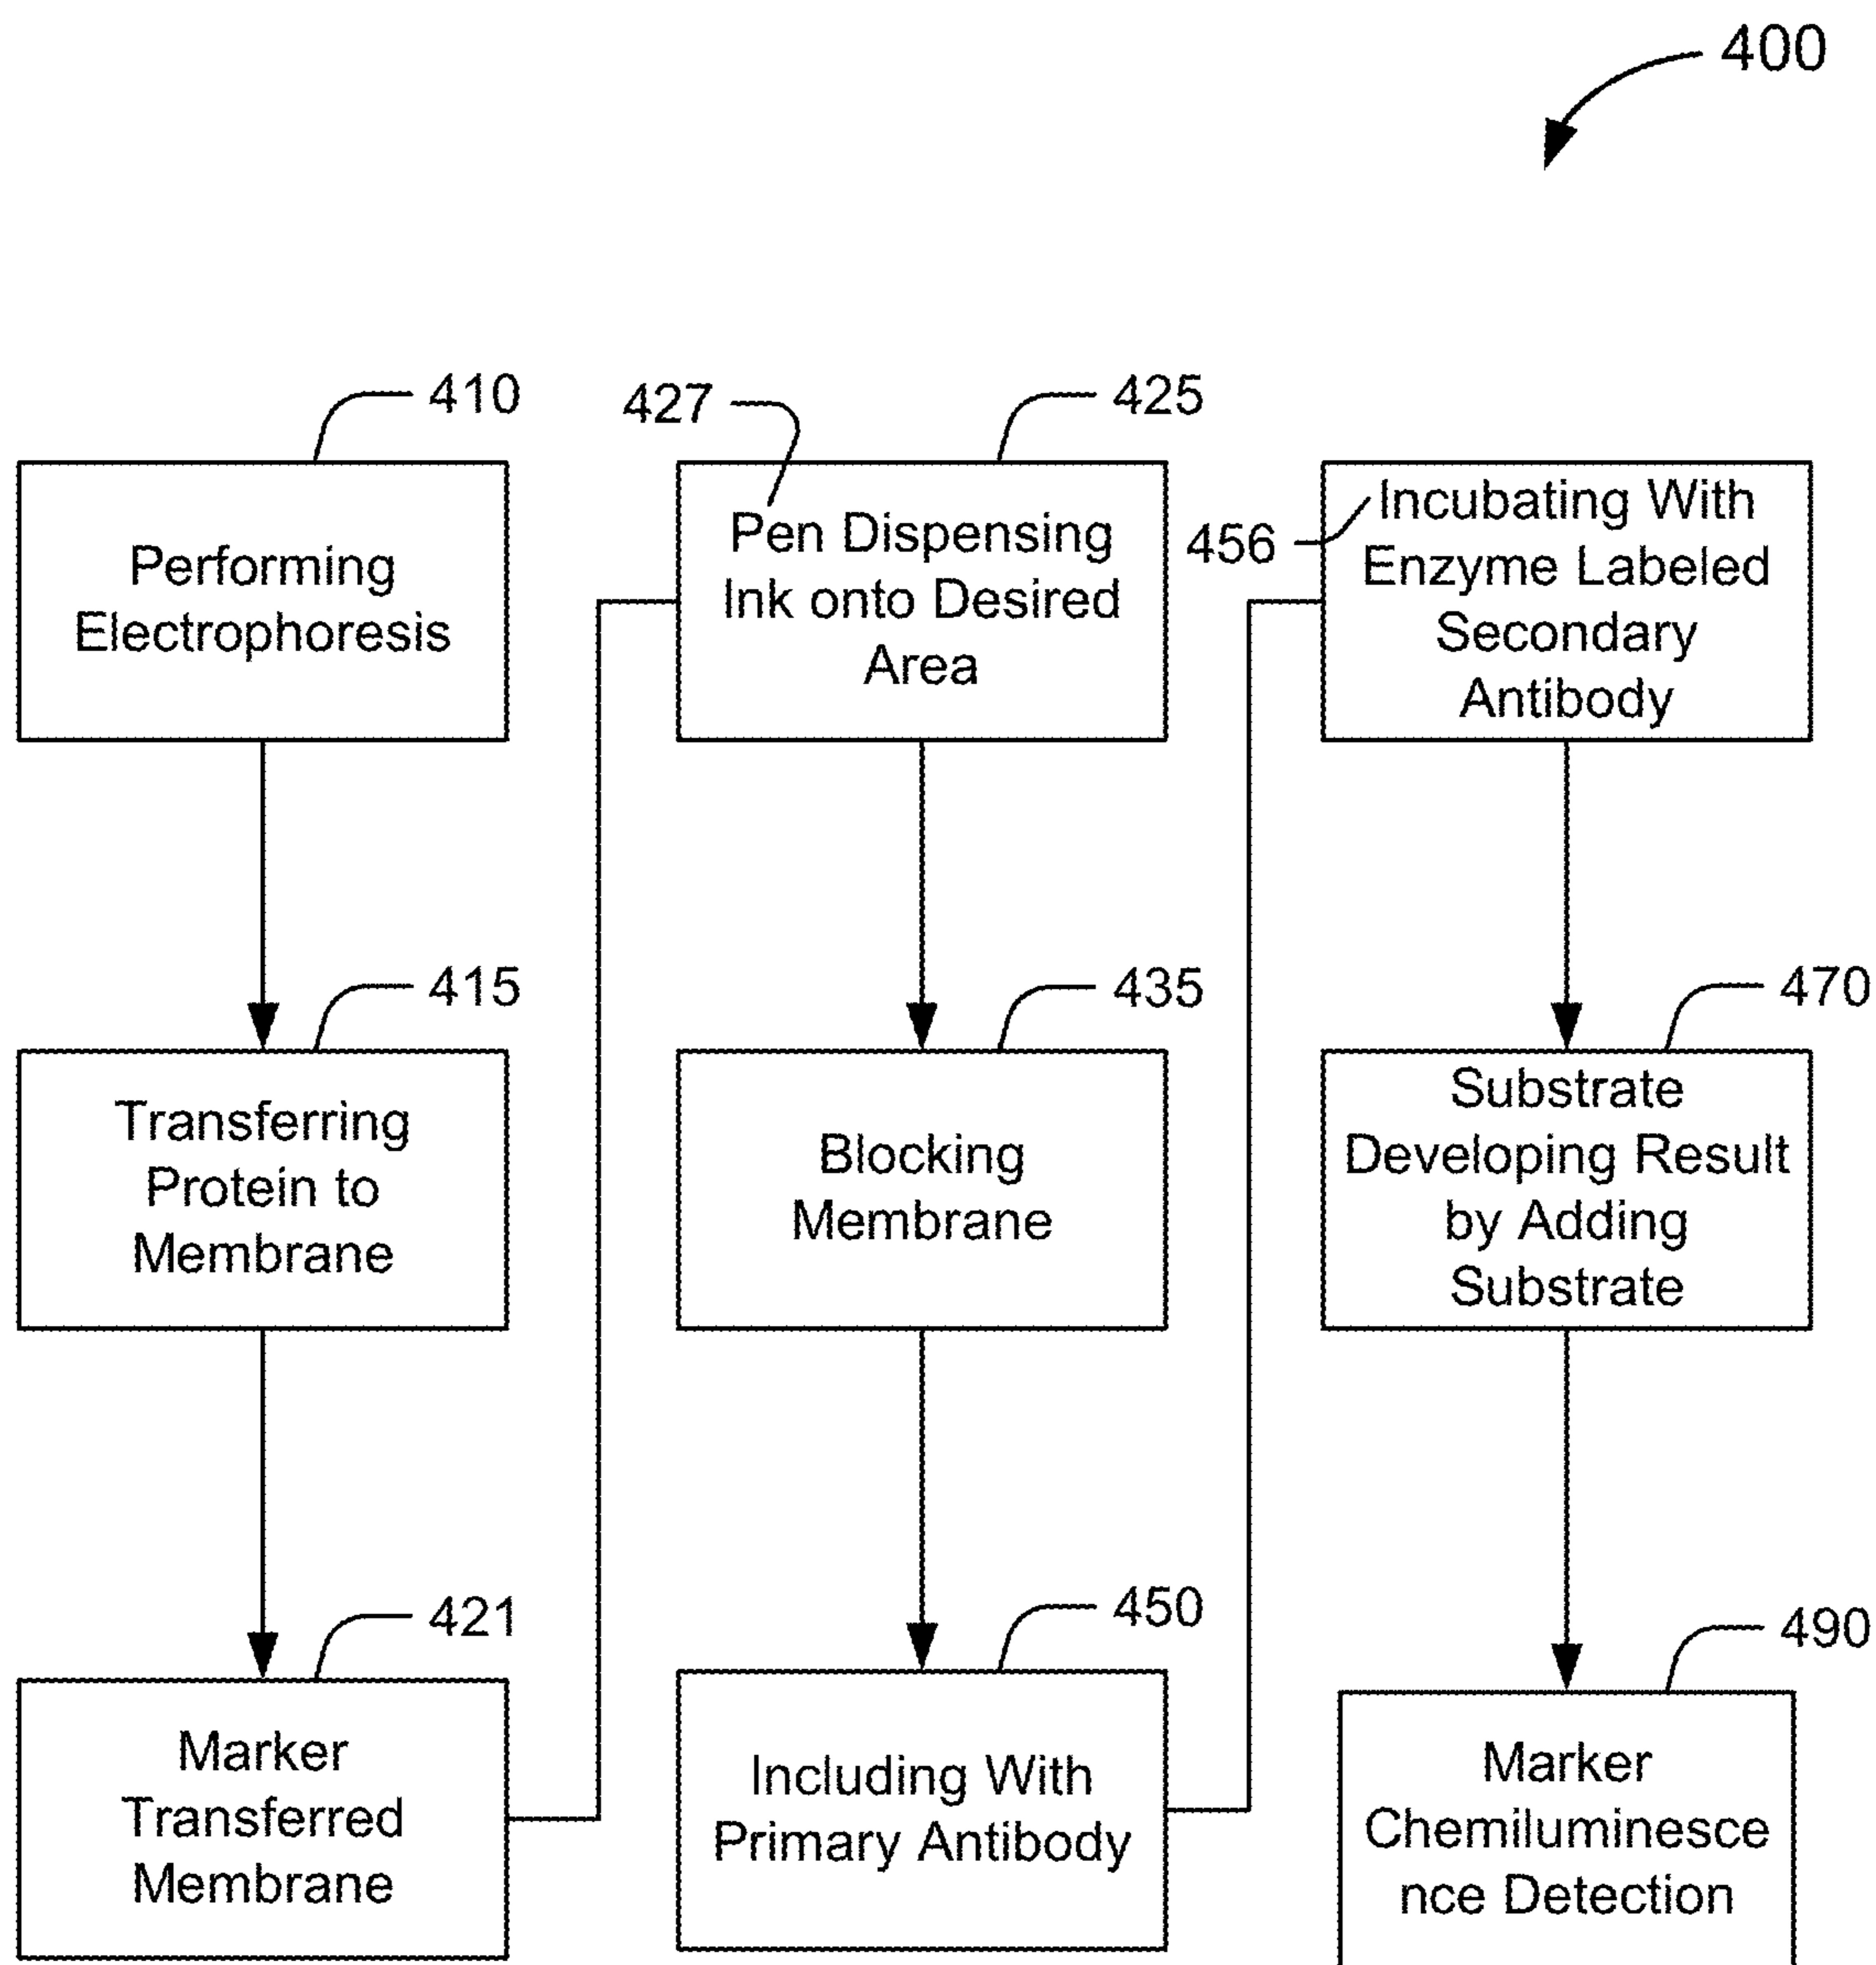 400
410
Performing
Electrophoresis
415
Transferring
Protein to
Membrane
421
Marker
Transferred
Membrane
427
425
Pen Dispensing
Ink onto Desired
Area
435
Blocking
Membrane
450
Including With
Primary Antibody
456
Incubating With
Enzyme Labeled
Secondary
Antibody
470
Substrate
Developing Result
by Adding
Substrate
490
Marker
Chemiluminesce
nce Detection